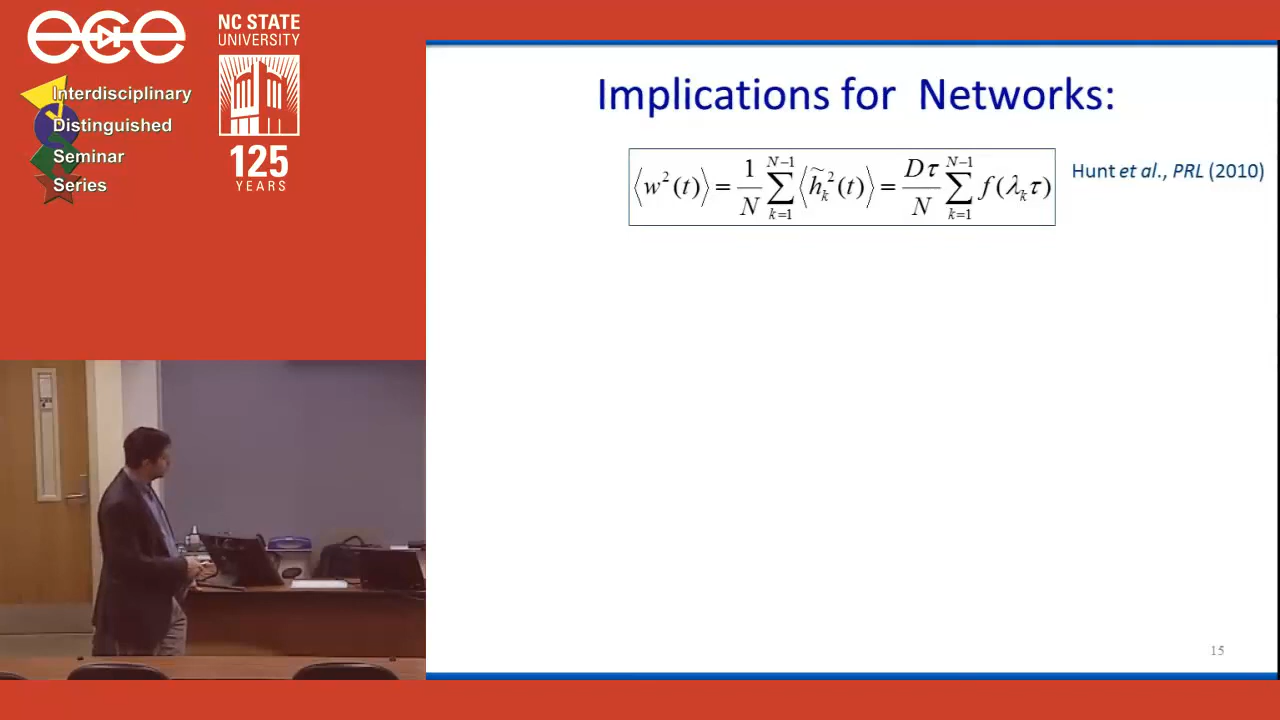 ece
NC STATE
UNIVERSITY
125
YEARS
Interdisciplinary
Distinguished
Seminar
Series
Implications for Networks:
⟨w²(t)⟩ = 1/N ∑_{k=1}^{N−1} ⟨h̃_k²(t)⟩ = Dτ/N ∑_{k=1}^{N−1} f(λ_kτ)
Hunt et al., PRL (2010)
15